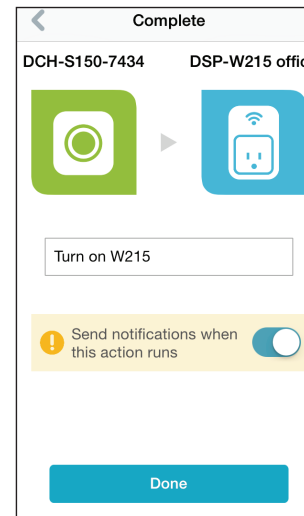 Complete
DCH-S150-7434 DSP-W215 offic
Turn on W215
Send notifications when
this action runs
Done